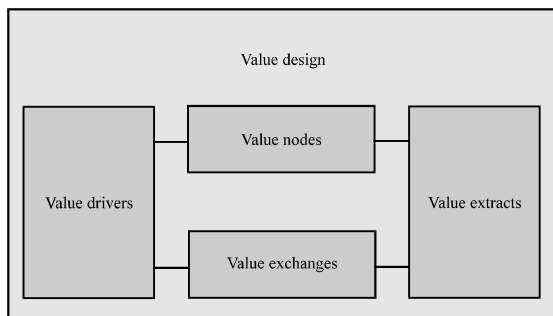 Value design
Value nodes
Value drivers
Value extracts
Value exchanges